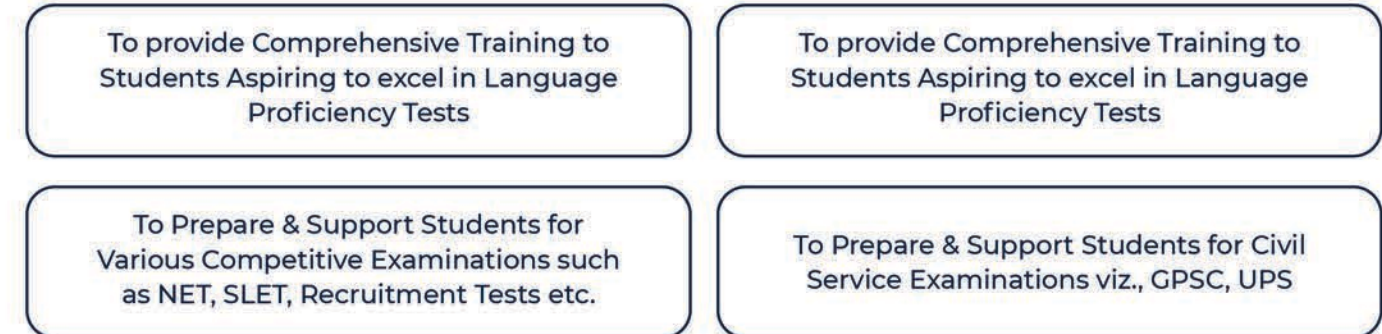 To provide Comprehensive Training to
Students Aspiring to excel in Language
Proficiency Tests
To provide Comprehensive Training to
Students Aspiring to excel in Language
Proficiency Tests
To Prepare & Support Students for
Various Competitive Examinations such
as NET, SLET, Recruitment Tests etc.
To Prepare & Support Students for Civil
Service Examinations viz., GPSC, UPS